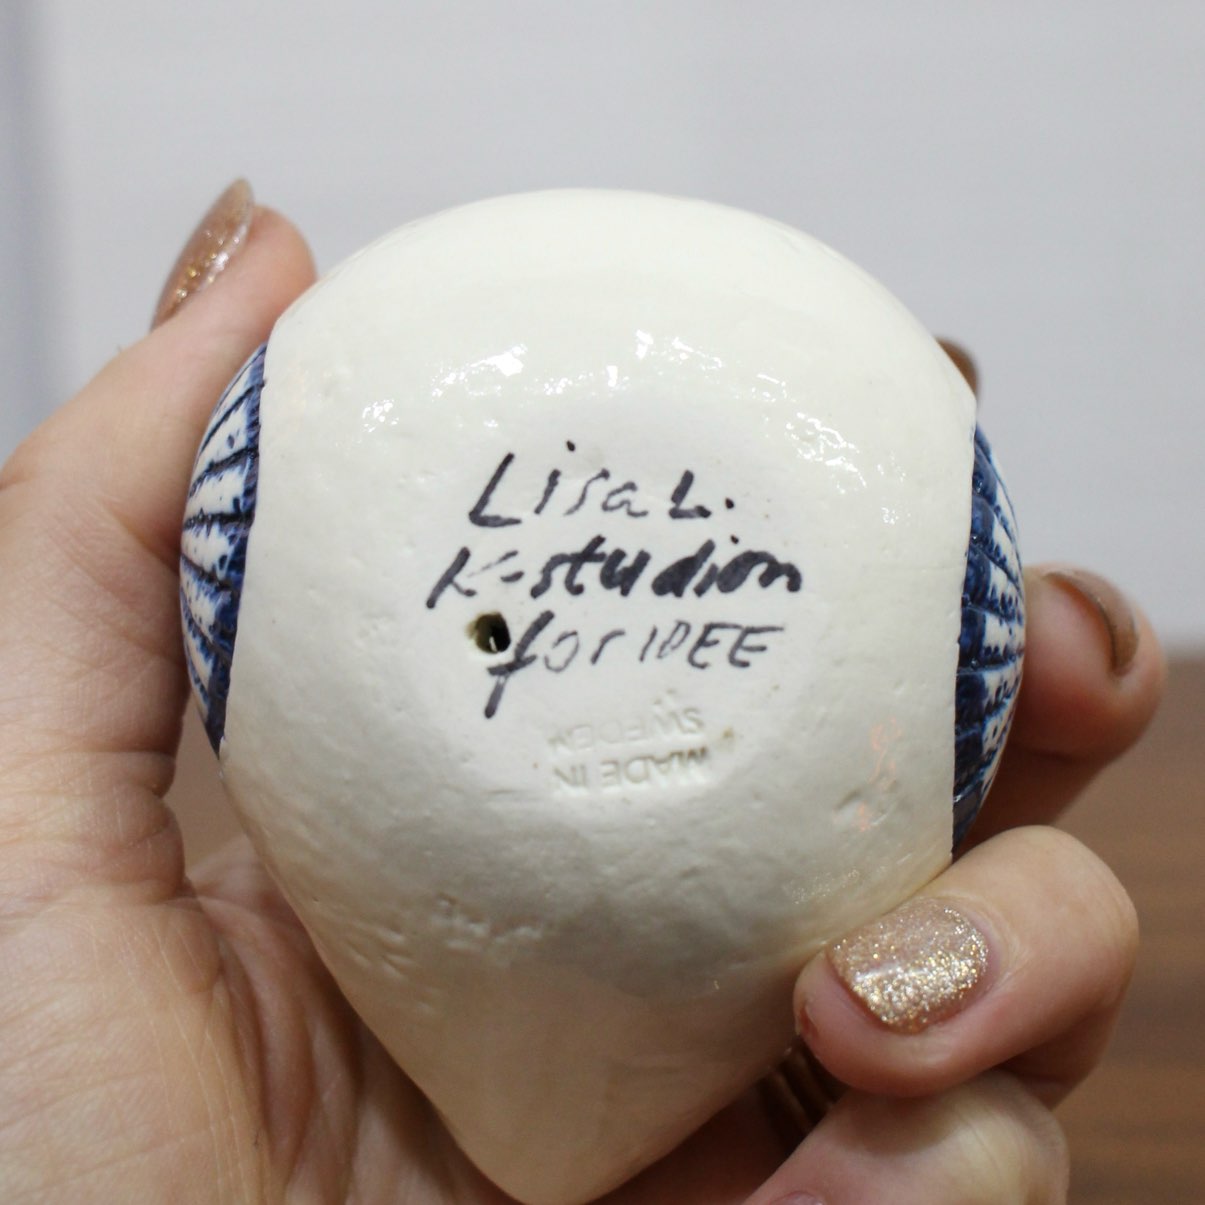 Lisa L.
K-studion
for IDEE
MADE IN
SWEDEN